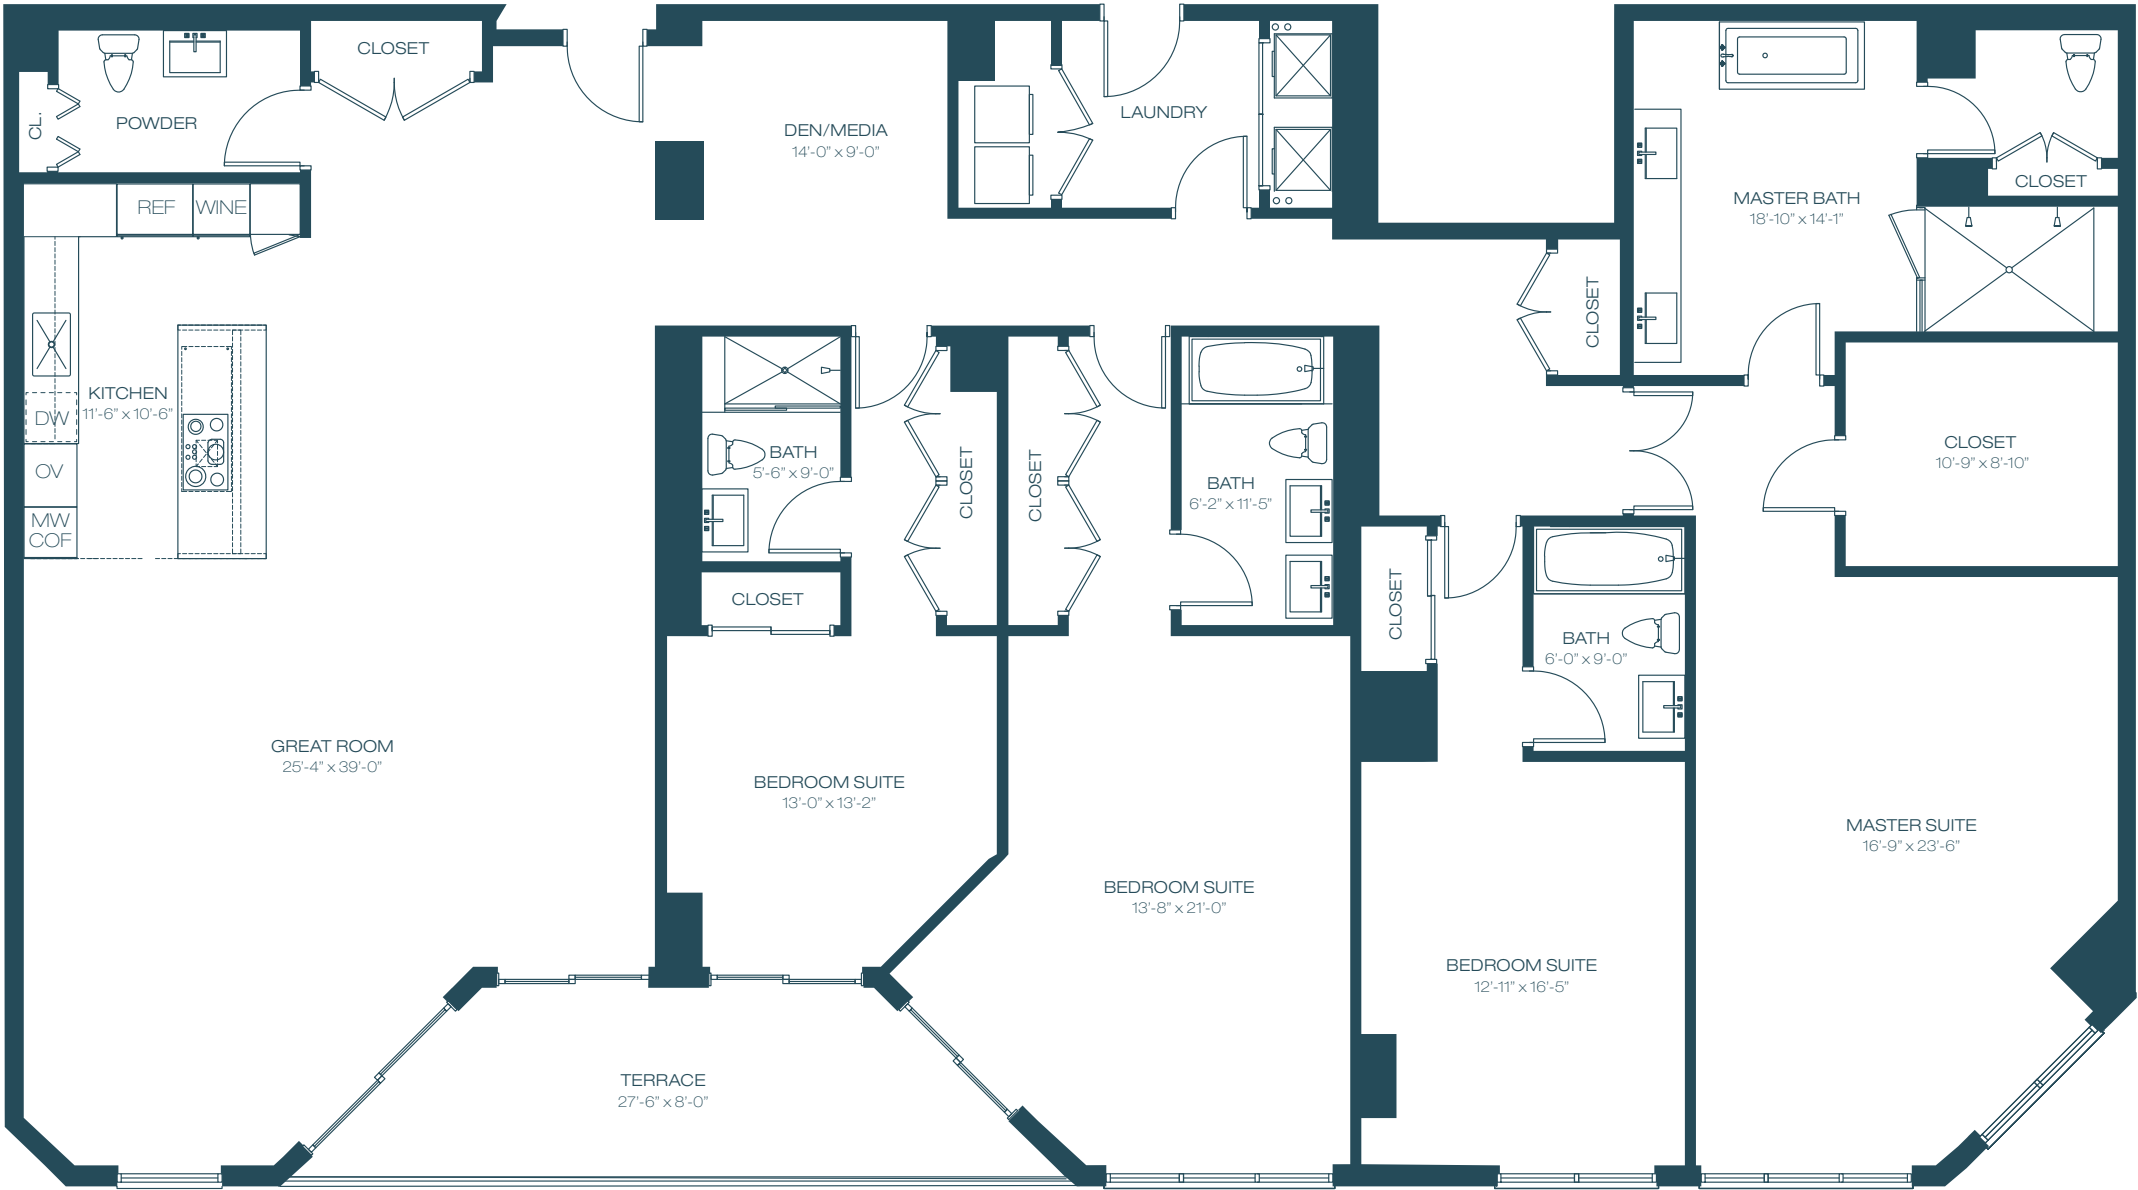 CLOSET
CL.
POWDER
DEN/MEDIA
14'-0" x 9'-0"
LAUNDRY
CLOSET
MASTER BATH
18'-10" x 14'-1"
REF
WINE
CLOSET
KITCHEN
11'-6" x 10'-6"
DW
OV
MW
COF
BATH
5'-6" x 9'-0"
CLOSET
CLOSET
BATH
6'-2" x 11'-5"
CLOSET
10'-9" x 8'-10"
CLOSET
CLOSET
BATH
6'-0" x 9'-0"
GREAT ROOM
25'-4" x 39'-0"
BEDROOM SUITE
13'-0" x 13'-2"
MASTER SUITE
16'-9" x 23'-6"
BEDROOM SUITE
13'-8" x 21'-0"
BEDROOM SUITE
12'-11" x 16'-5"
TERRACE
27'-6" x 8'-0"